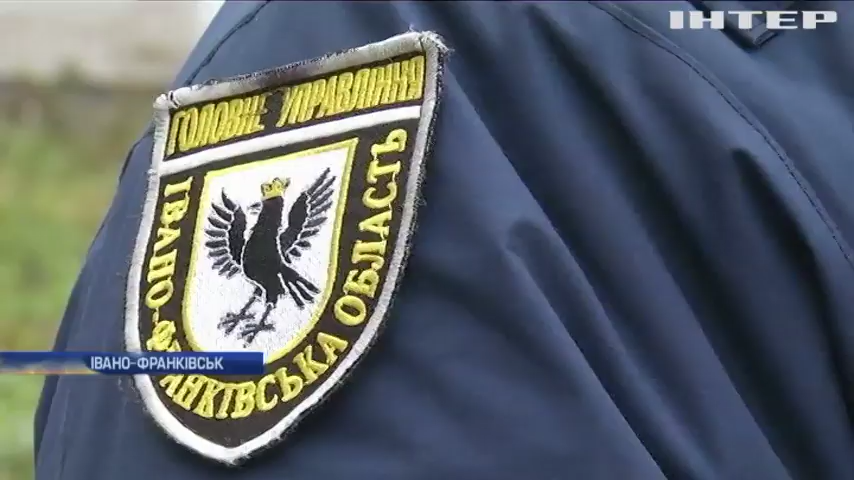 ІНТЕР
ГОЛОВНЕ УПРАВЛІННЯ
ІВАНО-ФРАНКІВСЬКА ОБЛАСТЬ
ІВАНО-ФРАНКІВСЬК